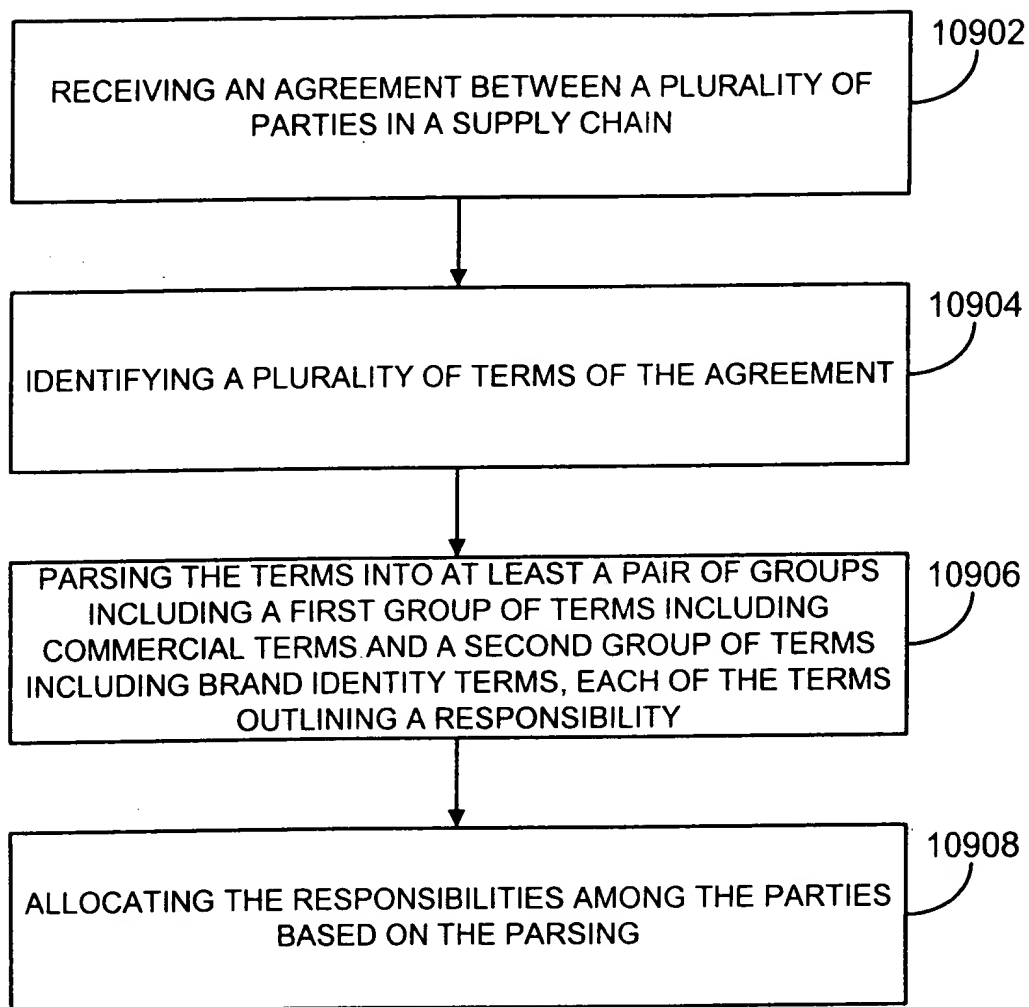 10902
RECEIVING AN AGREEMENT BETWEEN A PLURALITY OF
PARTIES IN A SUPPLY CHAIN
10904
IDENTIFYING A PLURALITY OF TERMS OF THE AGREEMENT
10906
PARSING THE TERMS INTO AT LEAST A PAIR OF GROUPS
INCLUDING A FIRST GROUP OF TERMS INCLUDING
COMMERCIAL TERMS AND A SECOND GROUP OF TERMS
INCLUDING BRAND IDENTITY TERMS, EACH OF THE TERMS
OUTLINING A RESPONSIBILITY
10908
ALLOCATING THE RESPONSIBILITIES AMONG THE PARTIES
BASED ON THE PARSING